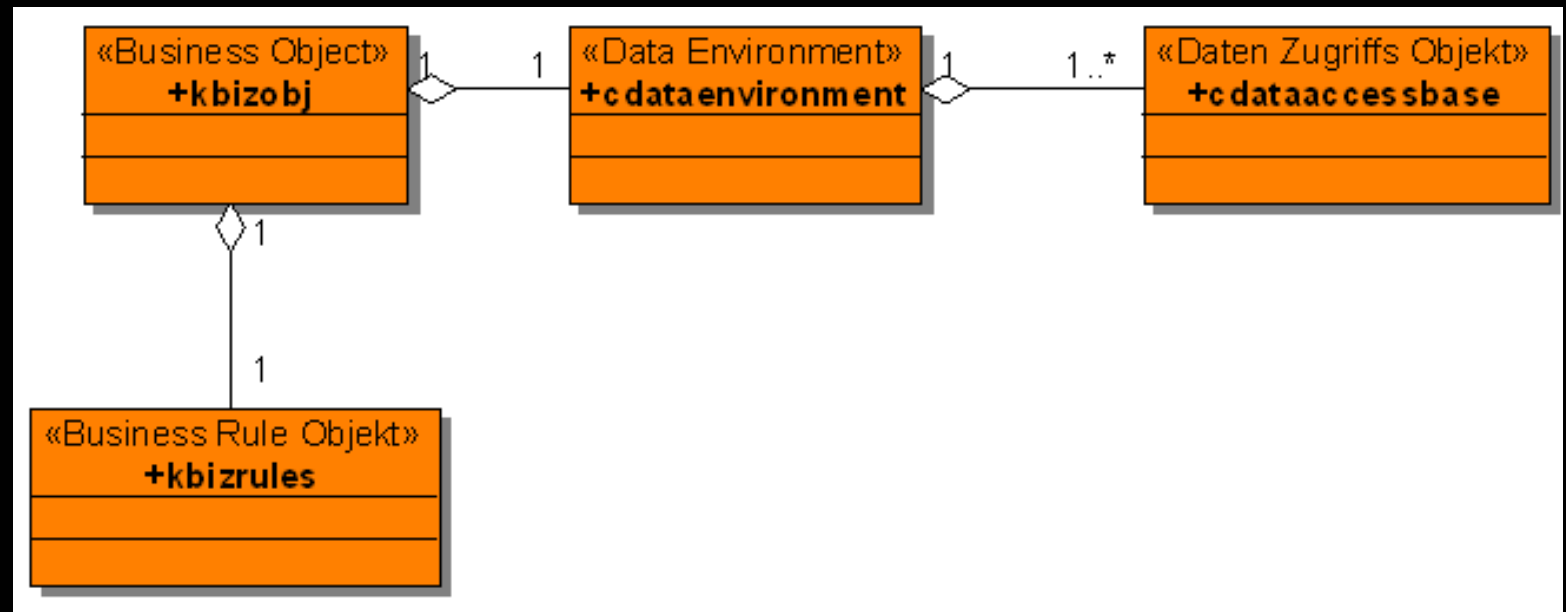 «Business Object»
+kbizobj
1
1
«Data Environment»
+cdataenvironment
1
1..*
«Daten Zugriffs Objekt»
+cdataaccessbase
1
1
«Business Rule Objekt»
+kbizrules